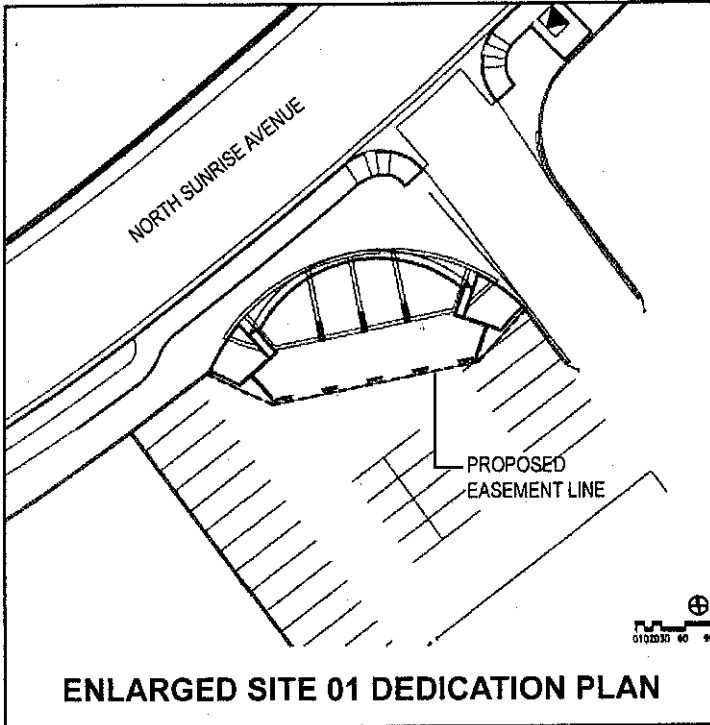 NORTH SUNRISE AVENUE
PROPOSED
EASEMENT LINE
ENLARGED SITE 01 DEDICATION PLAN